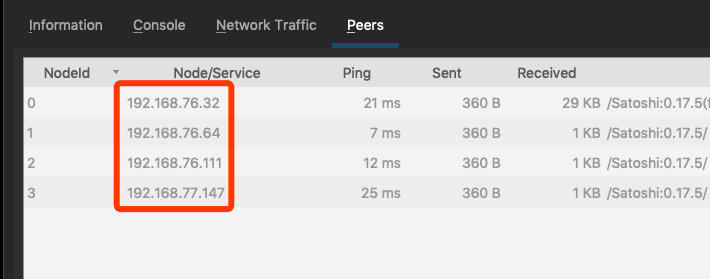 Information Console Network Traffic Peers
NodeId Node/Service Ping Sent Received
0 192.168.76.32 21 ms 360 B 29 KB /Satoshi:0.17.5(f
1 192.168.76.64 7 ms 360 B 1 KB /Satoshi:0.17.5/
2 192.168.76.111 12 ms 360 B 1 KB /Satoshi:0.17.5/
3 192.168.77.147 25 ms 360 B 1 KB /Satoshi:0.17.5/